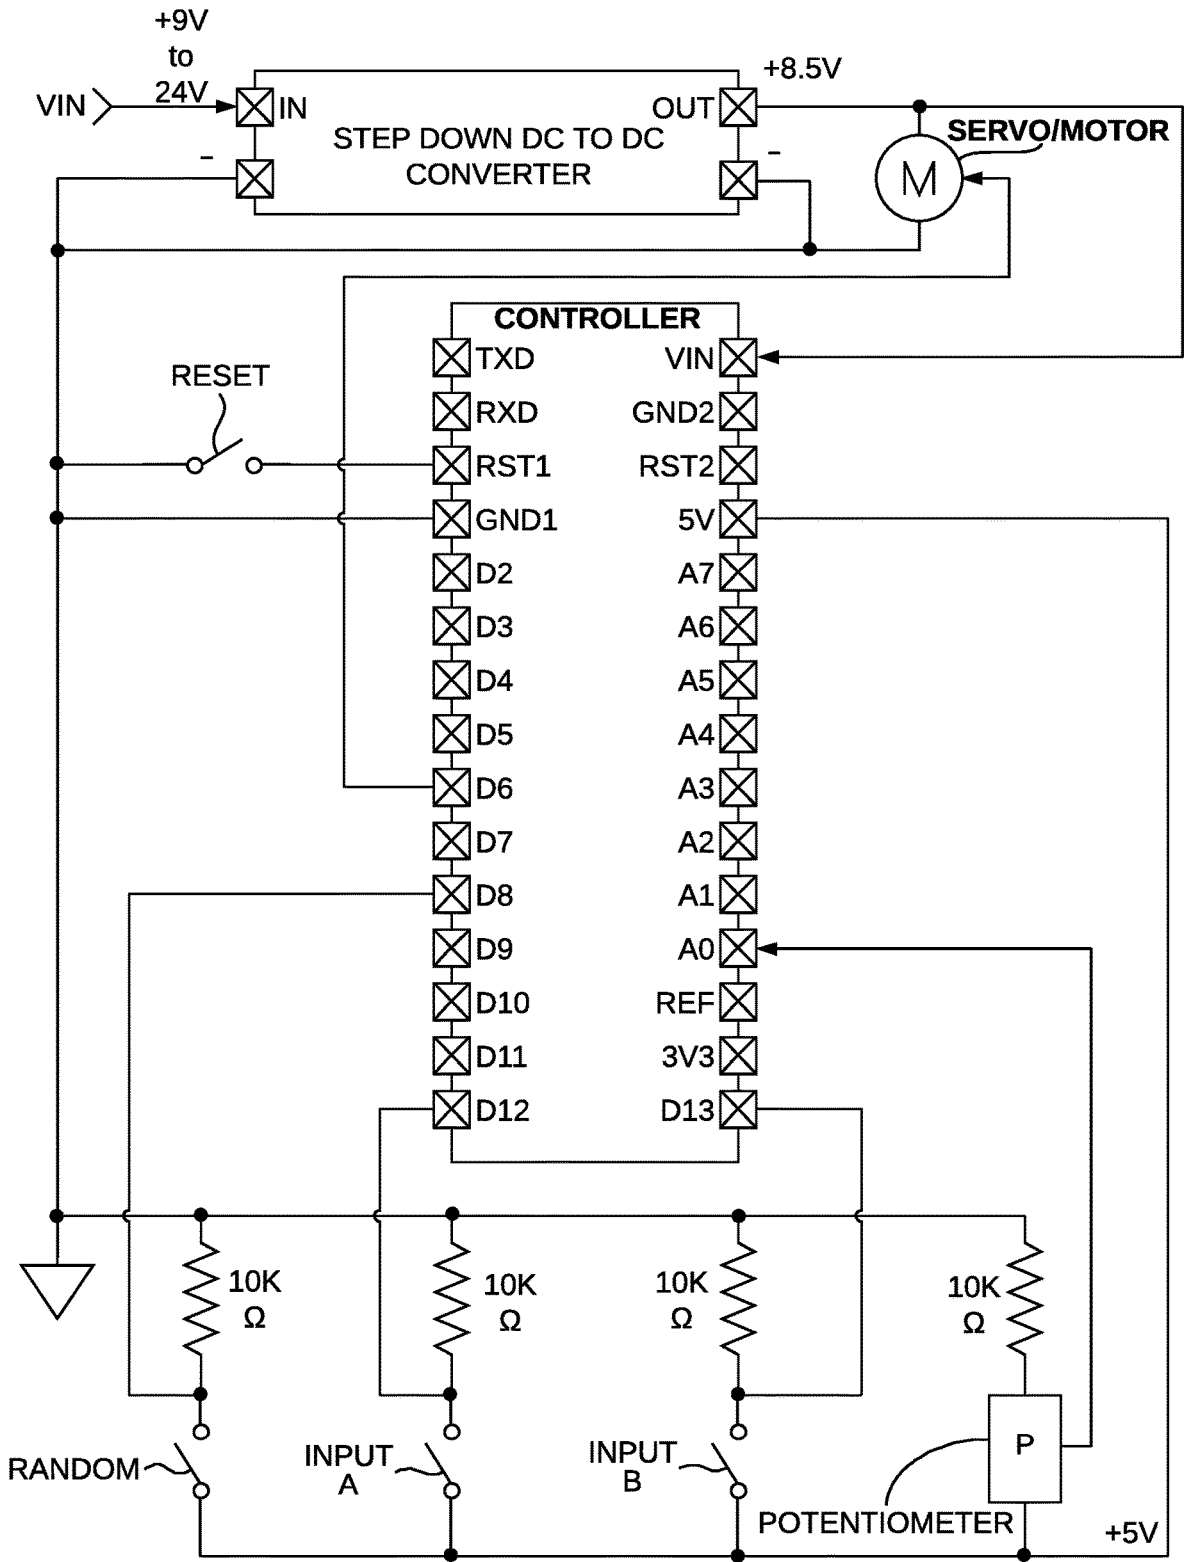 +9V
to
24V
VIN
IN
OUT
+8.5V
STEP DOWN DC TO DC
CONVERTER
–
–
SERVO/MOTOR
M
CONTROLLER
TXD
VIN
RESET
RXD
GND2
RST1
RST2
GND1
5V
D2
A7
D3
A6
D4
A5
D5
A4
D6
A3
D7
A2
D8
A1
D9
A0
D10
REF
D11
3V3
D12
D13
10K
Ω
10K
Ω
10K
Ω
10K
Ω
RANDOM
INPUT
A
INPUT
B
P
POTENTIOMETER
+5V